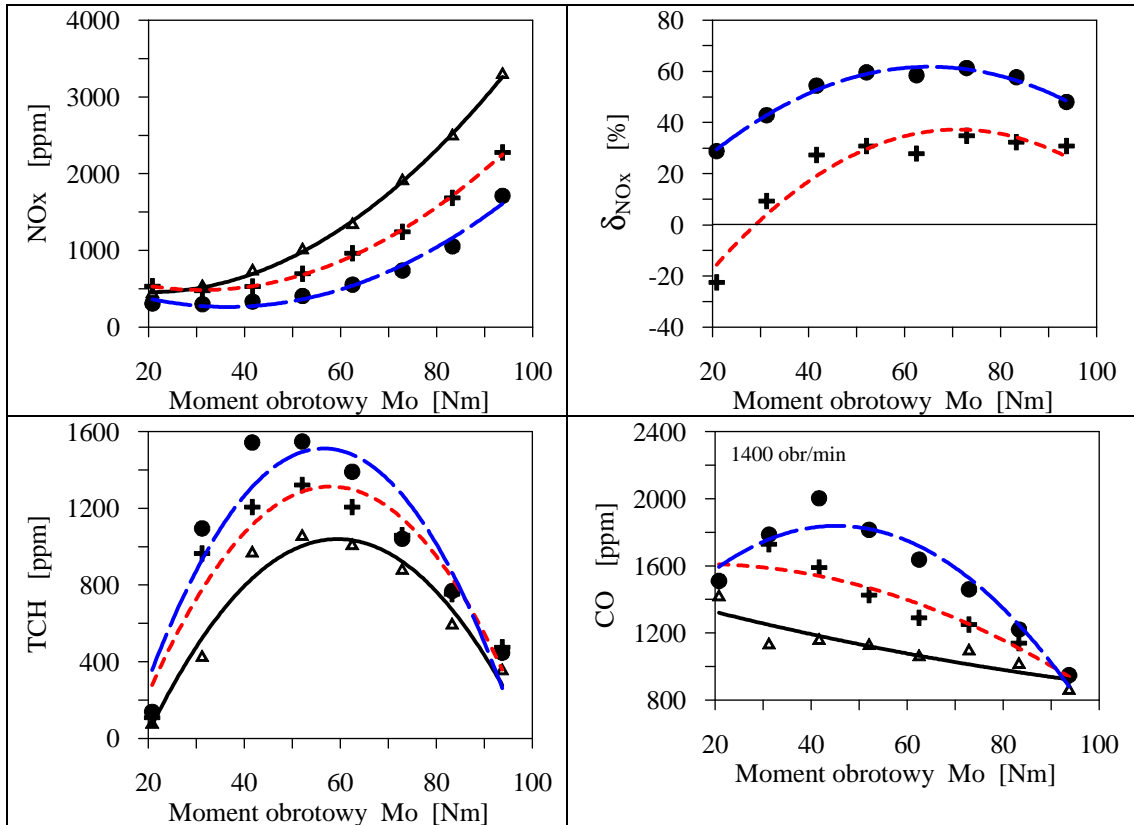 4000
3000
2000
1000
0
NOx [ppm]
20 40 60 80 100
Moment obrotowy Mo [Nm]
80
60
40
20
0
-20
-40
δNOx [%]
20 40 60 80 100
Moment obrotowy Mo [Nm]
1600
1200
800
400
0
TCH [ppm]
20 40 60 80 100
Moment obrotowy Mo [Nm]
2400
2000
1600
1200
800
CO [ppm]
1400 obr/min
20 40 60 80 100
Moment obrotowy Mo [Nm]